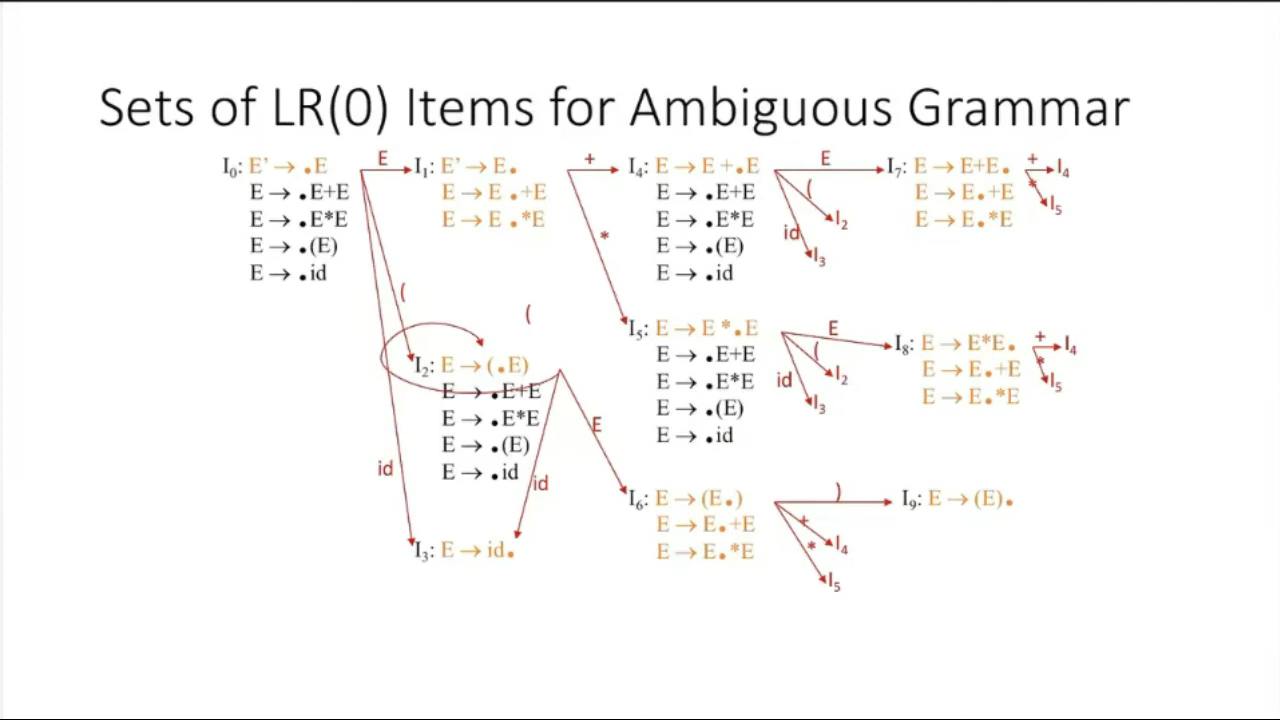 Sets of LR(0) Items for Ambiguous Grammar
I0: E’ → .E
E → .E+E
E → .E*E
E → .(E)
E → .id
E
(
id
I1: E’ → E.
E → E .+E
E → E .*E
+
*
I4: E → E +.E
E → .E+E
E → .E*E
E → .(E)
E → .id
E
(
I2
id
I3
I7: E → E+E.
E → E.+E
E → E.*E
+
I4
*
I5
(
I2: E → (.E)
E → .E+E
E → .E*E
E → .(E)
E → .id
id
E
I5: E → E *.E
E → .E+E
E → .E*E
E → .(E)
E → .id
E
(
I2
id
I3
I8: E → E*E.
E → E.+E
E → E.*E
+
I4
*
I5
I3: E → id.
I6: E → (E.)
E → E.+E
E → E.*E
)
+
I4
*
I5
I9: E → (E).